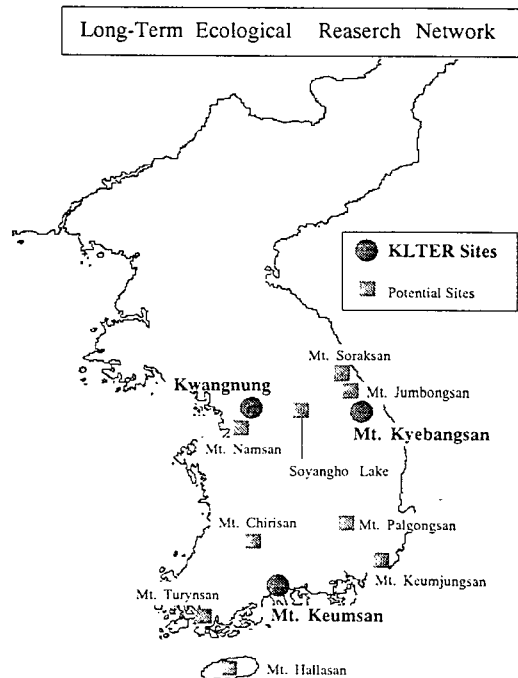 Long-Term Ecological Reaserch Network
KLTER Sites
Potential Sites
Mt. Soraksan
Mt. Jumbongsan
Kwangnung
Mt. Kyebangsan
Mt. Namsan
Soyangho Lake
Mt. Palgongsan
Mt. Chirisan
Mt. Keumjungsan
Mt. Turynsan
Mt. Keumsan
Mt. Hallasan